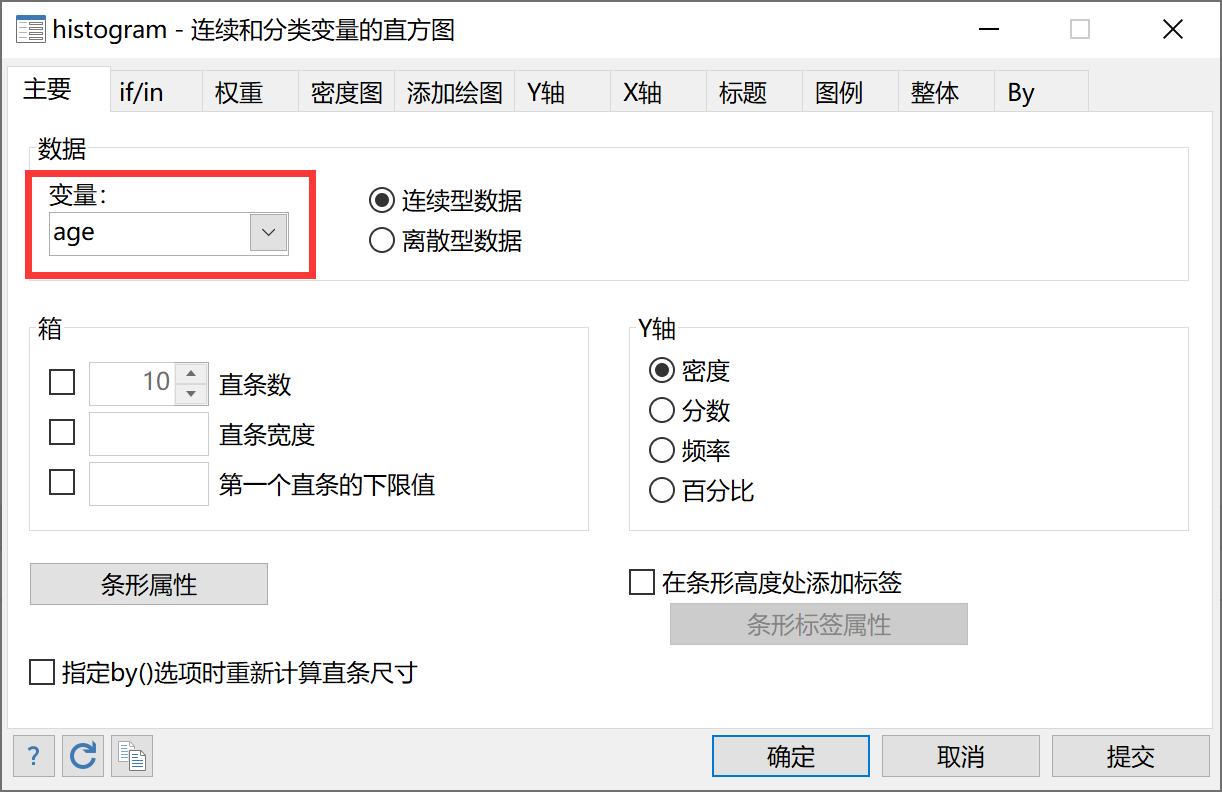 histogram - 连续和分类变量的直方图
主要 if/in 权重 密度图 添加绘图 Y轴 X轴 标题 图例 整体 By
数据
变量：
age
连续型数据
离散型数据
箱
10 直条数
直条宽度
第一个直条的下限值
Y轴
密度
分数
频率
百分比
条形属性
在条形高度处添加标签
条形标签属性
指定by()选项时重新计算直条尺寸
? 确定 取消 提交